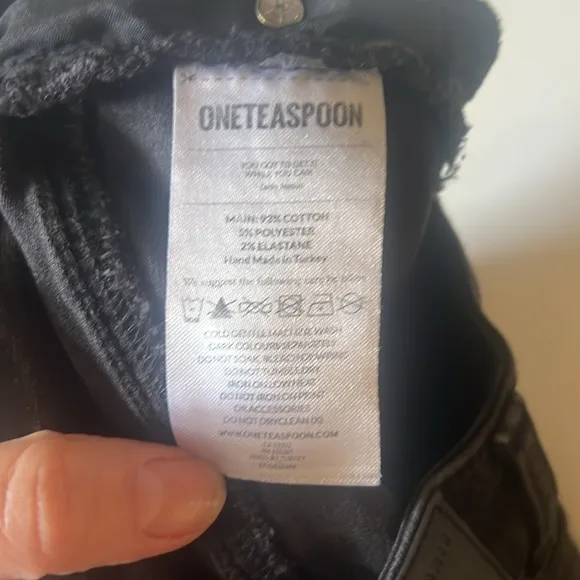 ONETEASPOON
YOU GOT TO GET IT
WHILE YOU CAN
MAIN: 93% COTTON
5% POLYESTER
2% ELASTANE
Hand Made in Turkey
We suggest the following care be taken
COLD GENTLE MACHINE WASH
DARK COLOURS SEPARATELY
DO NOT SOAK, BLEACH OR WRING
DO NOT TUMBLE DRY
IRON ON LOW HEAT
DO NOT IRON ON PRINT
OR ACCESSORIES
DO NOT DRYCLEAN (X)
WWW.ONETEASPOON.COM